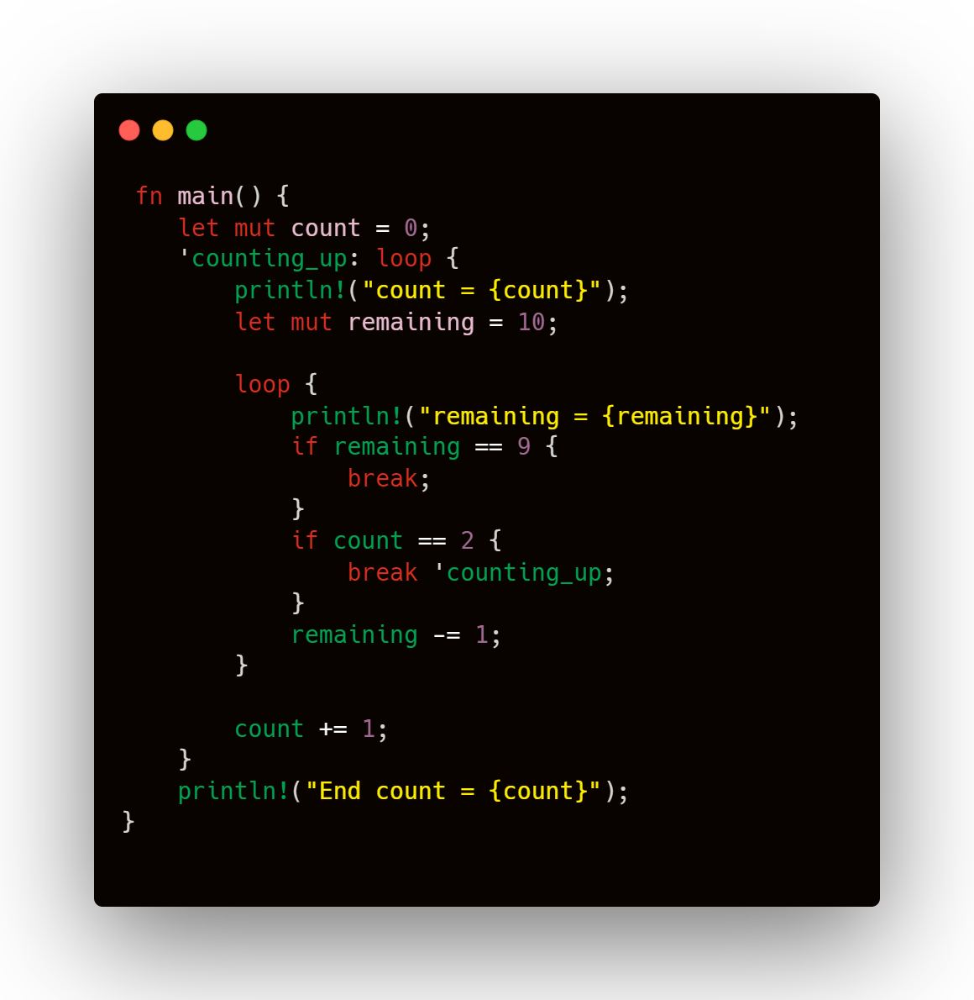 fn main() {
    let mut count = 0;
    'counting_up: loop {
        println!("count = {count}");
        let mut remaining = 10;

        loop {
            println!("remaining = {remaining}");
            if remaining == 9 {
                break;
            }
            if count == 2 {
                break 'counting_up;
            }
            remaining -= 1;
        }

        count += 1;
    }
    println!("End count = {count}");
}